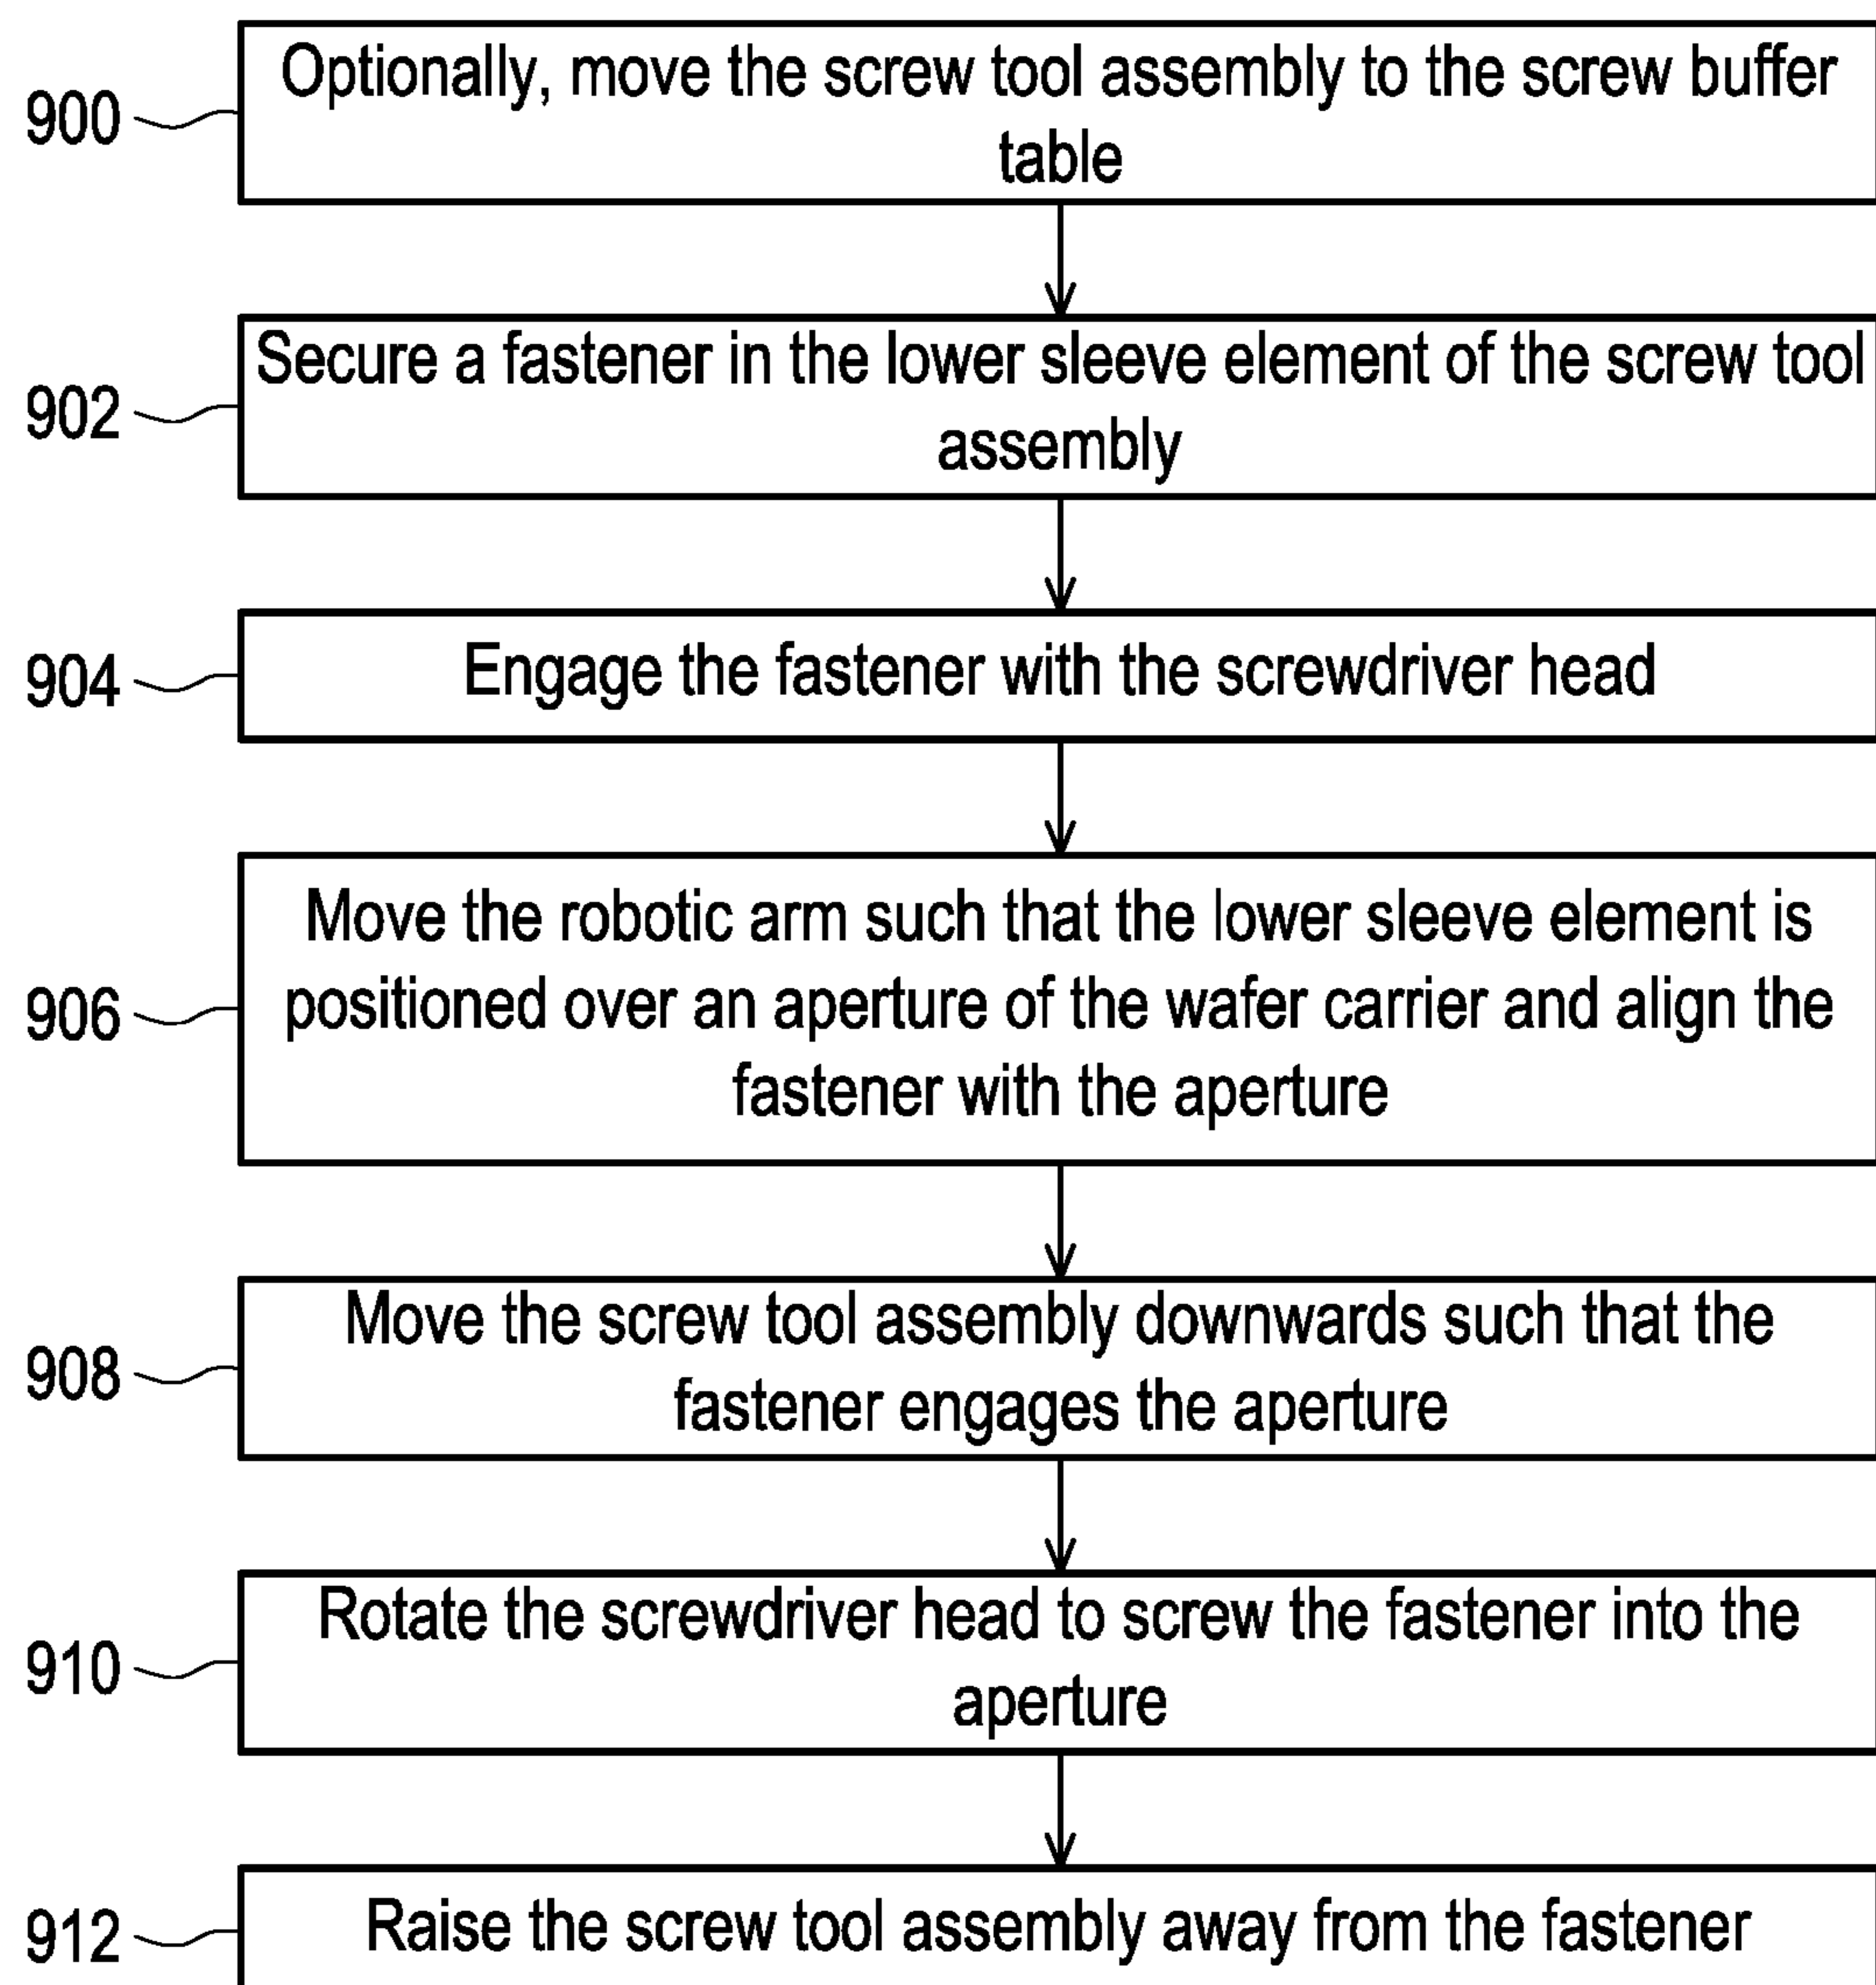 900
Optionally, move the screw tool assembly to the screw buffer
table
902
Secure a fastener in the lower sleeve element of the screw tool
assembly
904
Engage the fastener with the screwdriver head
906
Move the robotic arm such that the lower sleeve element is
positioned over an aperture of the wafer carrier and align the
fastener with the aperture
908
Move the screw tool assembly downwards such that the
fastener engages the aperture
910
Rotate the screwdriver head to screw the fastener into the
aperture
912
Raise the screw tool assembly away from the fastener